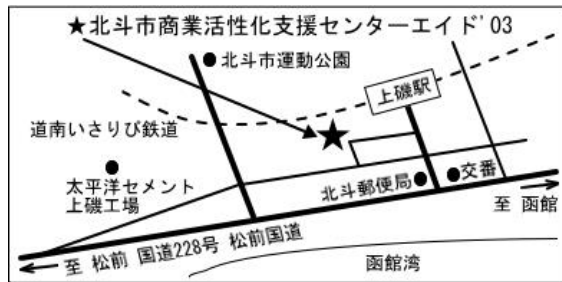 ★北斗市商業活性化支援センターエイド'03
北斗市運動公園
上磯駅
道南いさりび鉄道
太平洋セメント
上磯工場
北斗郵便局
交番
至 函館
至 松前 国道228号 松前国道
函館湾